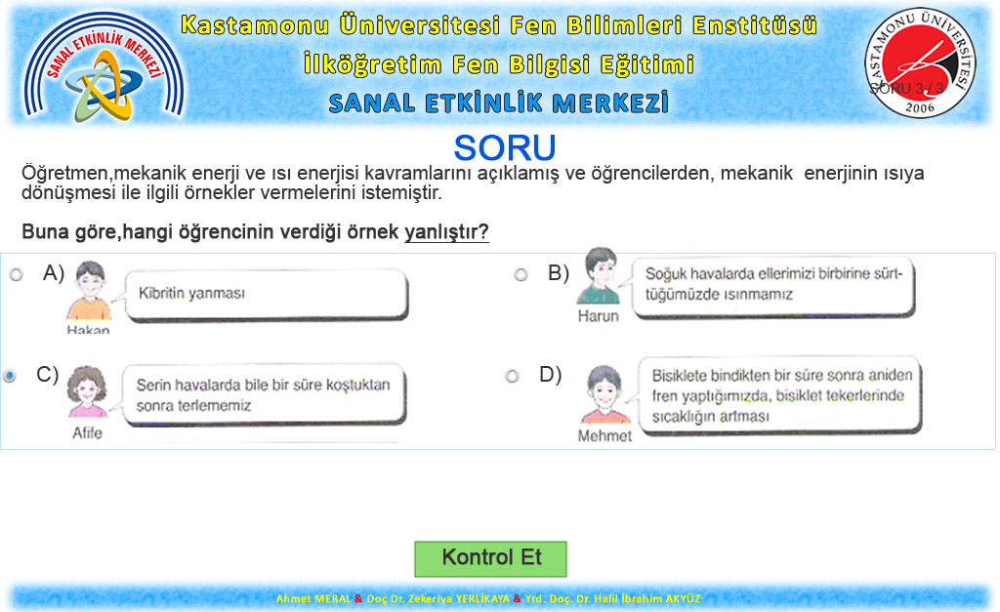 Kastamonu Üniversitesi Fen Bilimleri Enstitüsü
İlköğretim Fen Bilgisi Eğitimi
SANAL ETKİNLİK MERKEZİ
SANAL ETKİNLİK MERKEZİ
KASTAMONU ÜNİVERSİTESİ
SORU 3 / 3
2006
SORU
Öğretmen,mekanik enerji ve ısı enerjisi kavramlarını açıklamış ve öğrencilerden, mekanik  enerjinin ısıya
dönüşmesi ile ilgili örnekler vermelerini istemiştir.
Buna göre,hangi öğrencinin verdiği örnek yanlıştır?
A)
Kibritin yanması
Hakan
B)
Soğuk havalarda ellerimizi birbirine sürt-
tüğümüzde ısınmamız
Harun
C)
Serin havalarda bile bir süre koştuktan
sonra terlememiz
Afife
D)
Bisiklete bindikten bir süre sonra aniden
fren yaptığımızda, bisiklet tekerlerinde
sıcaklığın artması
Mehmet
Kontrol Et
Ahmet MERAL & Doç Dr. Zekeriya YERLİKAYA & Yrd. Doç. Dr. Halil İbrahim AKYÜZ